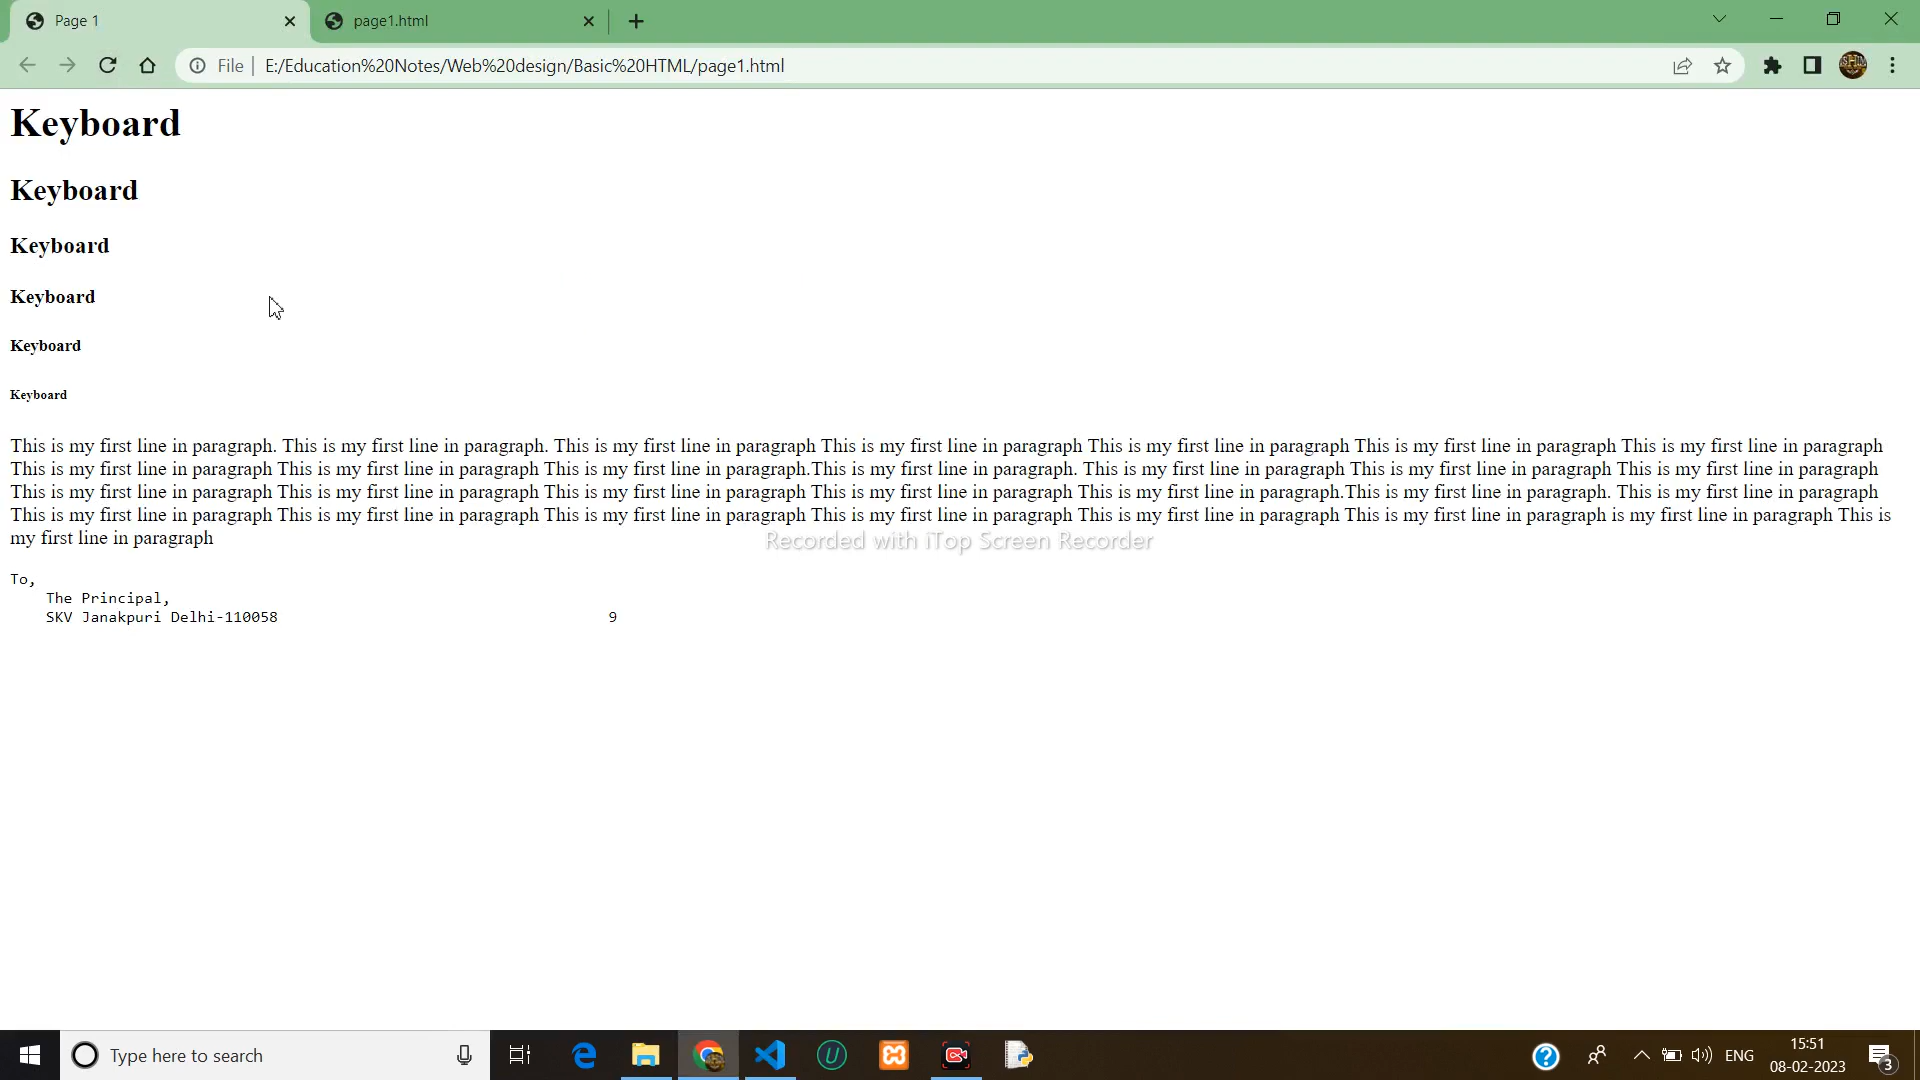 Page 1
page1.html
File
E:/Education%20Notes/Web%20design/Basic%20HTML/page1.html
Keyboard
Keyboard
Keyboard
Keyboard
Keyboard
Keyboard
This is my first line in paragraph. This is my first line in paragraph. This is my first line in paragraph This is my first line in paragraph This is my first line in paragraph This is my first line in paragraph This is my first line in paragraph
This is my first line in paragraph This is my first line in paragraph This is my first line in paragraph.This is my first line in paragraph. This is my first line in paragraph This is my first line in paragraph This is my first line in paragraph
This is my first line in paragraph This is my first line in paragraph This is my first line in paragraph This is my first line in paragraph This is my first line in paragraph.This is my first line in paragraph. This is my first line in paragraph
This is my first line in paragraph This is my first line in paragraph This is my first line in paragraph This is my first line in paragraph This is my first line in paragraph This is my first line in paragraph is my first line in paragraph This is
my first line in paragraph
Recorded with iTop Screen Recorder
To,
The Principal,
SKV Janakpuri Delhi-110058 9
Type here to search
ENG
15:51
08-02-2023
3